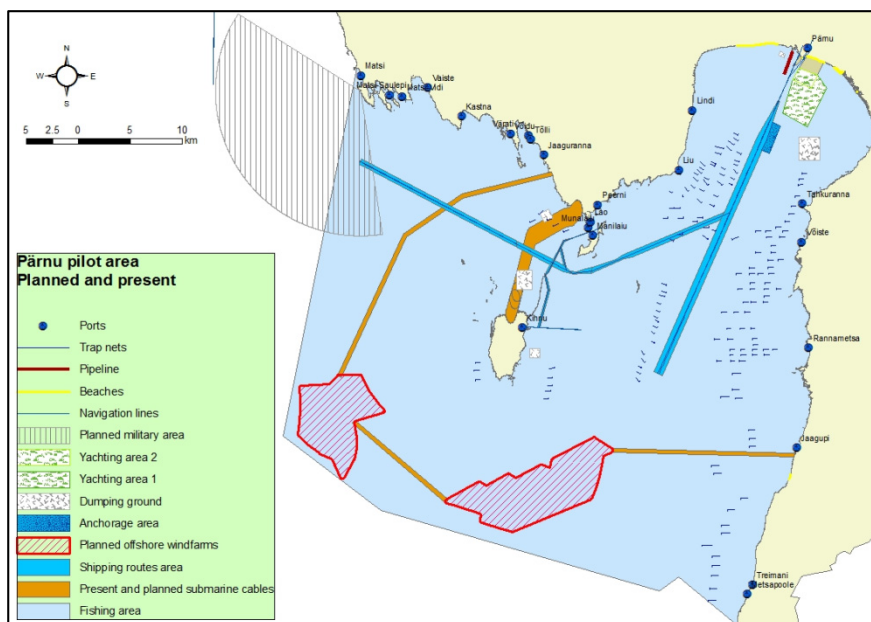 Pärnu
N
W E
S
Matsi
Vaiste
Kastna
Tõlli
Jaaguranna
Lindi
Liu
5 2.5 0 5 10
km
Peerni
Lao
Munalaiu
Manilaiu
Tahkuranna
Võiste
Kihnu
Rannametsa
Jaagupi
Treimani
Metsapoole
Pärnu pilot area
Planned and present
Ports
Trap nets
Pipeline
Beaches
Navigation lines
Planned military area
Yachting area 2
Yachting area 1
Dumping ground
Anchorage area
Planned offshore windfarms
Shipping routes area
Present and planned submarine cables
Fishing area